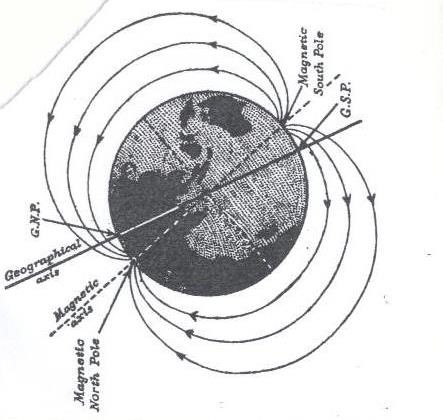 Magnetic
South Pole
G.S.P.
G.N.P.
Geographical
axis
Magnetic
axis
Magnetic
North Pole